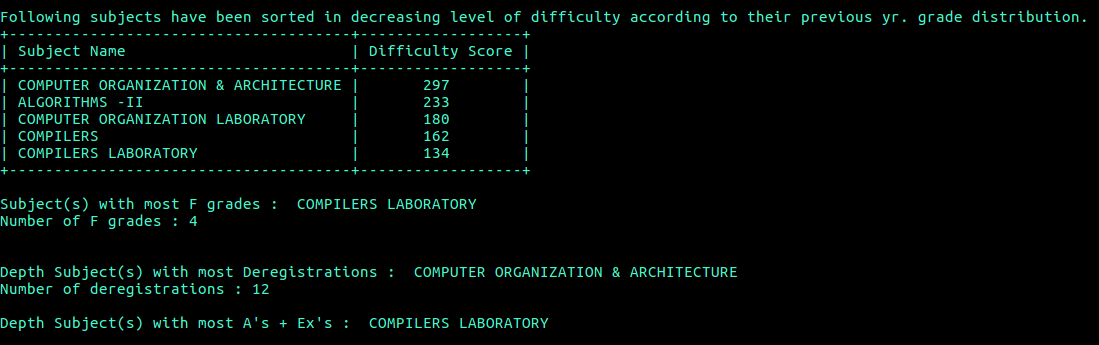 Following subjects have been sorted in decreasing level of difficulty according to their previous yr. grade distribution.
+--------------------------------------+------------------+
| Subject Name                         | Difficulty Score |
+--------------------------------------+------------------+
| COMPUTER ORGANIZATION & ARCHITECTURE |       297        |
| ALGORITHMS -II                       |       233        |
| COMPUTER ORGANIZATION LABORATORY     |       180        |
| COMPILERS                            |       162        |
| COMPILERS LABORATORY                 |       134        |
+--------------------------------------+------------------+
Subject(s) with most F grades :  COMPILERS LABORATORY
Number of F grades : 4
Depth Subject(s) with most Deregistrations :  COMPUTER ORGANIZATION & ARCHITECTURE
Number of deregistrations : 12
Depth Subject(s) with most A's + Ex's :  COMPILERS LABORATORY